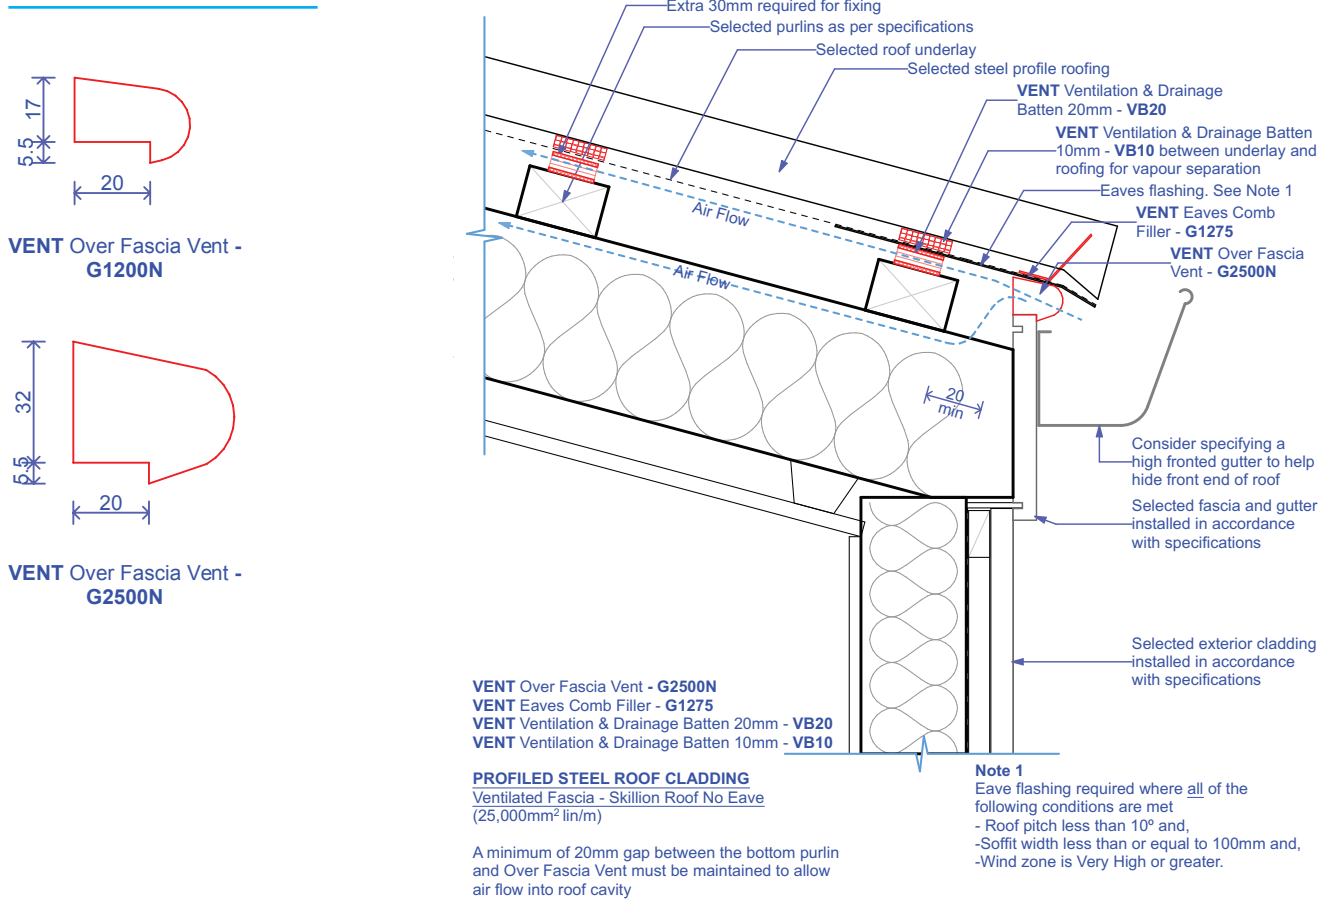 Extra 30mm required for fixing
Selected purlins as per specifications
Selected roof underlay
Selected steel profile roofing
VENT Ventilation & Drainage
Batten 20mm - VB20
VENT Ventilation & Drainage Batten
10mm - VB10 between underlay and
roofing for vapour separation
Eaves flashing. See Note 1
VENT Eaves Comb
Filler - G1275
VENT Over Fascia
Vent - G2500N
17
5.5
20
VENT Over Fascia Vent -
G1200N
32
5.5
20
VENT Over Fascia Vent -
G2500N
Air Flow
Air Flow
20
min
Consider specifying a
high fronted gutter to help
hide front end of roof
Selected fascia and gutter
installed in accordance
with specifications
Selected exterior cladding
installed in accordance
with specifications
VENT Over Fascia Vent - G2500N
VENT Eaves Comb Filler - G1275
VENT Ventilation & Drainage Batten 20mm - VB20
VENT Ventilation & Drainage Batten 10mm - VB10
PROFILED STEEL ROOF CLADDING
Ventilated Fascia - Skillion Roof No Eave
(25,000mm² lin/m)
A minimum of 20mm gap between the bottom purlin
and Over Fascia Vent must be maintained to allow
air flow into roof cavity
Note 1
Eave flashing required where all of the
following conditions are met
- Roof pitch less than 10º and,
-Soffit width less than or equal to 100mm and,
-Wind zone is Very High or greater.